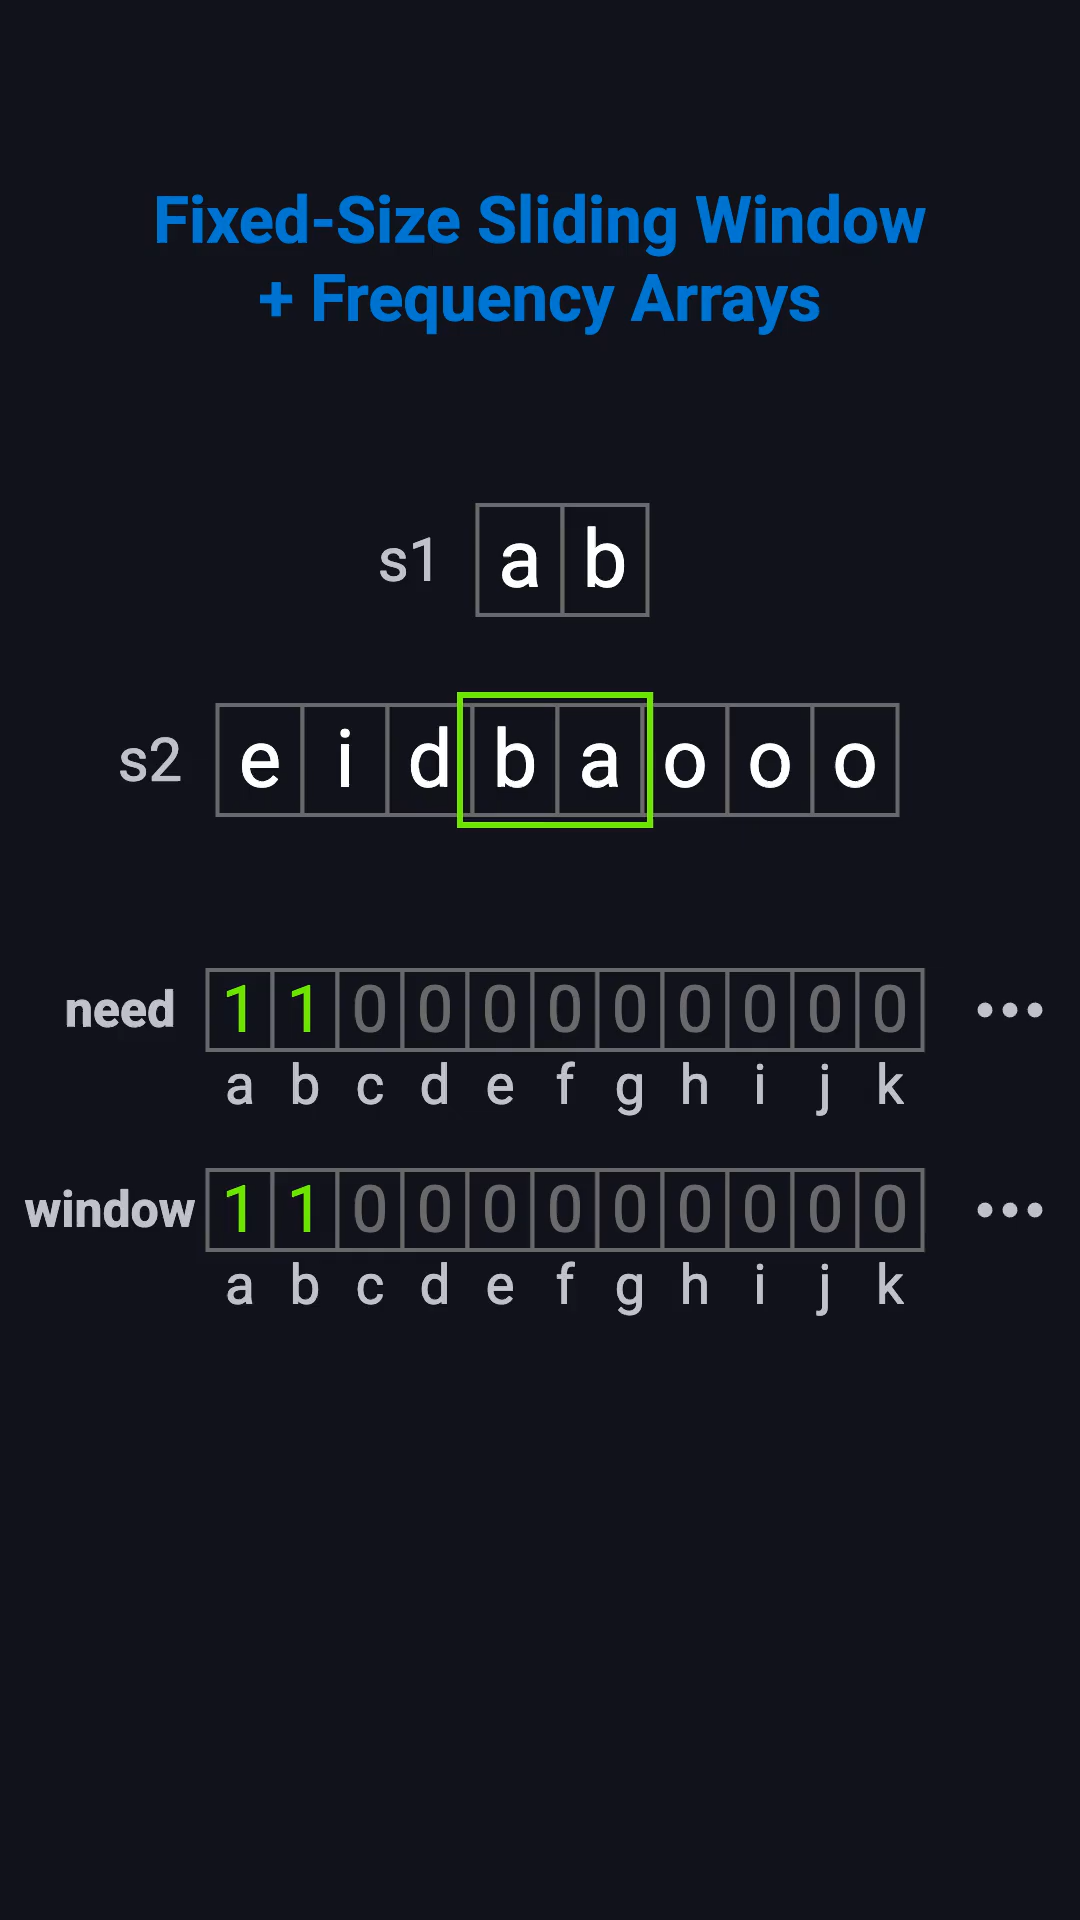 Fixed-Size Sliding Window
+ Frequency Arrays
s1 a b
s2 e i d b a o o o
need 1 1 0 0 0 0 0 0 0 0 0 •••
a b c d e f g h i j k
window 1 1 0 0 0 0 0 0 0 0 0 •••
a b c d e f g h i j k